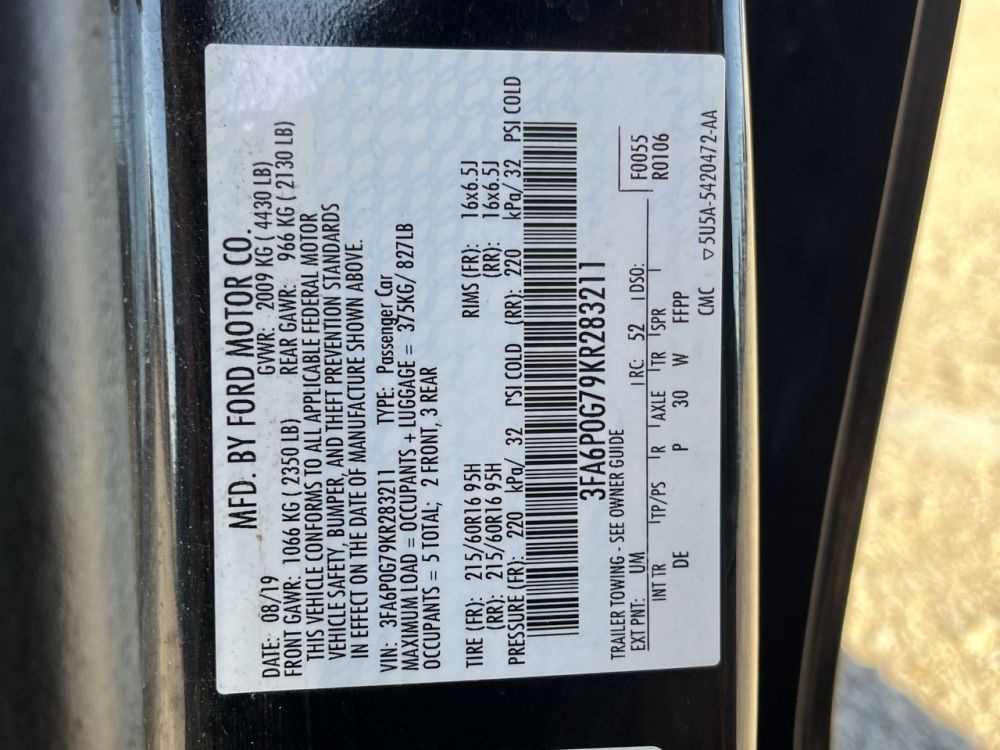 MFD. BY FORD MOTOR CO.
DATE: 08/19 GVWR: 2009 KG ( 4430 LB)
FRONT GAWR: 1066 KG ( 2350 LB) REAR GAWR: 966 KG ( 2130 LB)
THIS VEHICLE CONFORMS TO ALL APPLICABLE FEDERAL MOTOR
VEHICLE SAFETY, BUMPER, AND THEFT PREVENTION STANDARDS
IN EFFECT ON THE DATE OF MANUFACTURE SHOWN ABOVE.
VIN: 3FA6P0G79KR283211 TYPE: Passenger Car
MAXIMUM LOAD = OCCUPANTS + LUGGAGE = 375KG/ 827LB
OCCUPANTS = 5 TOTAL; 2 FRONT, 3 REAR
TIRE (FR): 215/60R16 95H RIMS (FR): 16x6.5J
(RR): 215/60R16 95H (RR): 16x6.5J
PRESSURE (FR): 220 kPa/ 32 PSI COLD (RR): 220 kPa/ 32 PSI COLD
3FA6P0G79KR283211
F0055
TRAILER TOWING - SEE OWNER GUIDE R0106
EXT PNT: UM RC: 52 DSO:
INT TR TP/PS R AXLE TR SPR
DE P 30 W FFPP
CMC ▽5U5A-5420472-AA